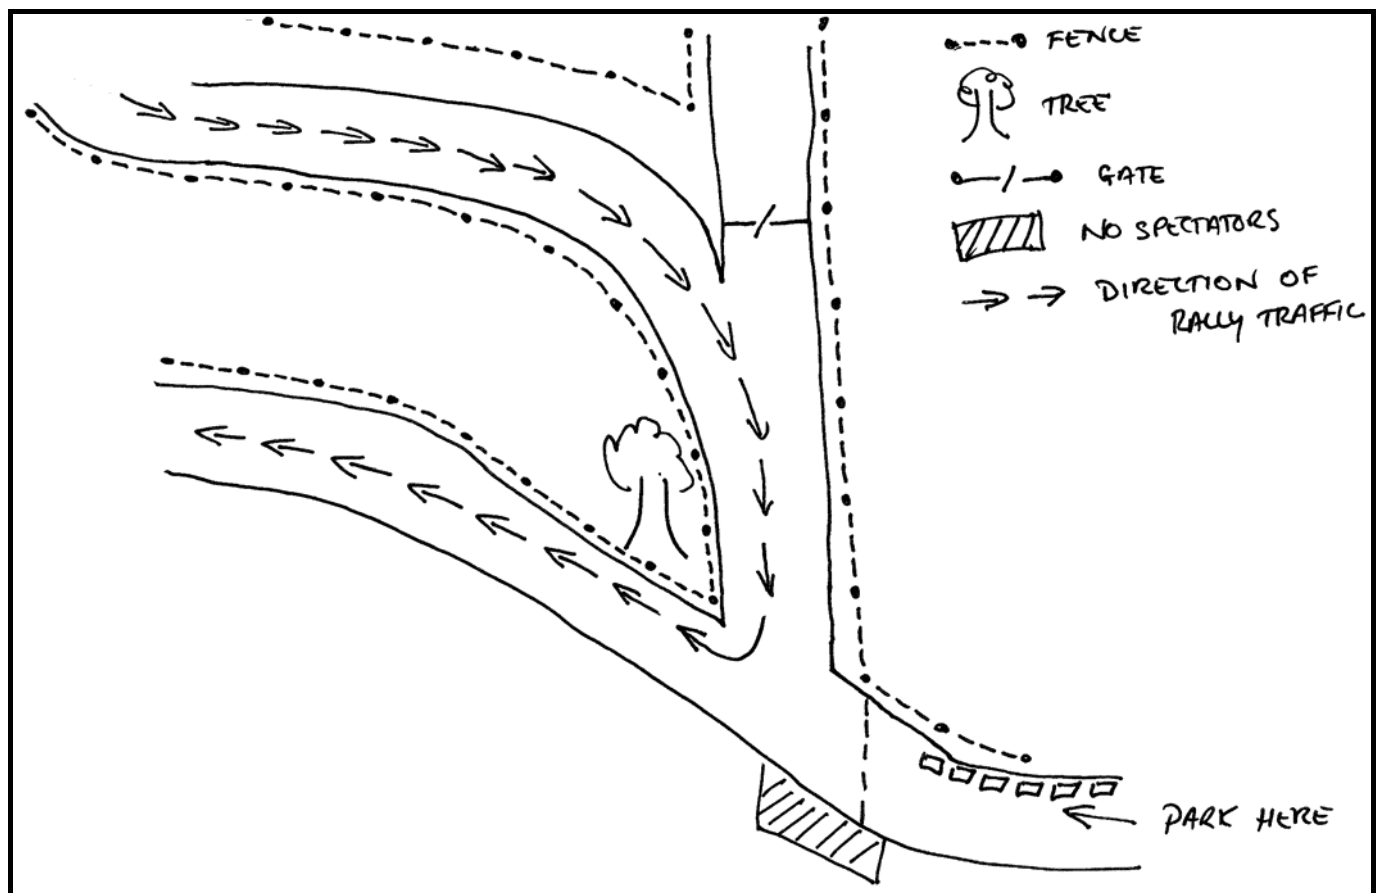 FENCE
TREE
GATE
NO SPECTATORS
DIRECTION OF
RALLY TRAFFIC
PARK HERE